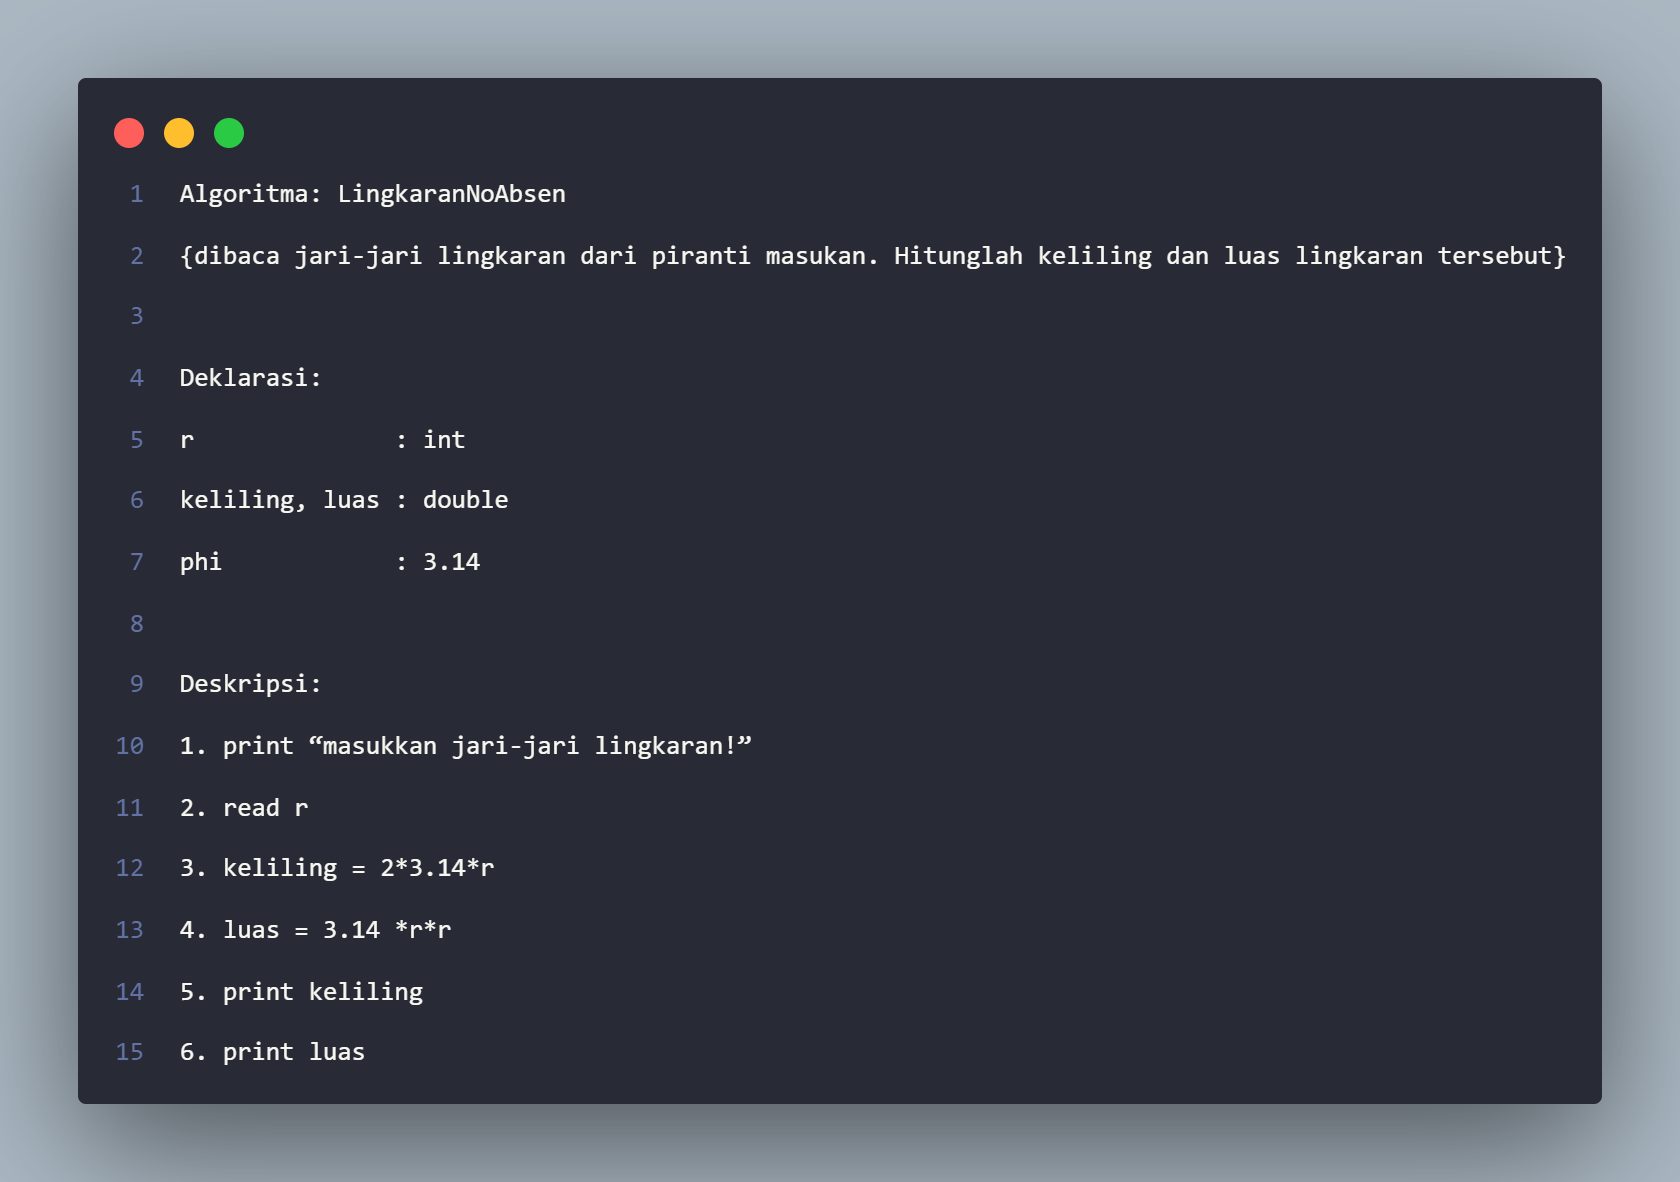 1 Algoritma: LingkaranNoAbsen
2 {dibaca jari-jari lingkaran dari piranti masukan. Hitunglah keliling dan luas lingkaran tersebut}
3
4 Deklarasi:
5 r              : int
6 keliling, luas : double
7 phi            : 3.14
8
9 Deskripsi:
10 1. print “masukkan jari-jari lingkaran!”
11 2. read r
12 3. keliling = 2*3.14*r
13 4. luas = 3.14 *r*r
14 5. print keliling
15 6. print luas